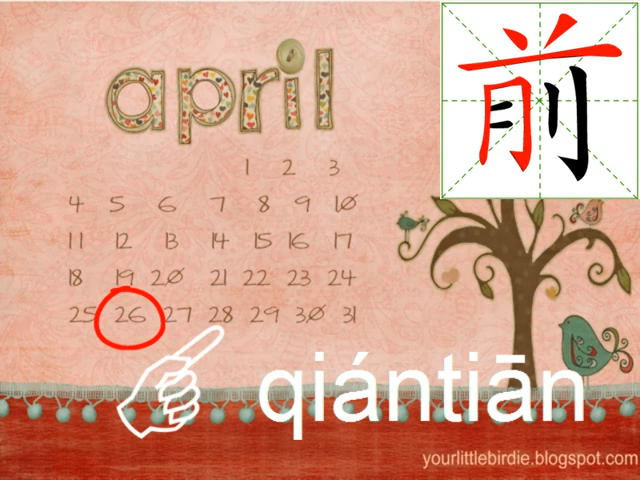 前
april
1 2 3
4 5 6 7 8 9 10
11 12 13 14 15 16 17
18 19 20 21 22 23 24
25 26 27 28 29 30 31
qiántiān
yourlittlebirdie.blogspot.com